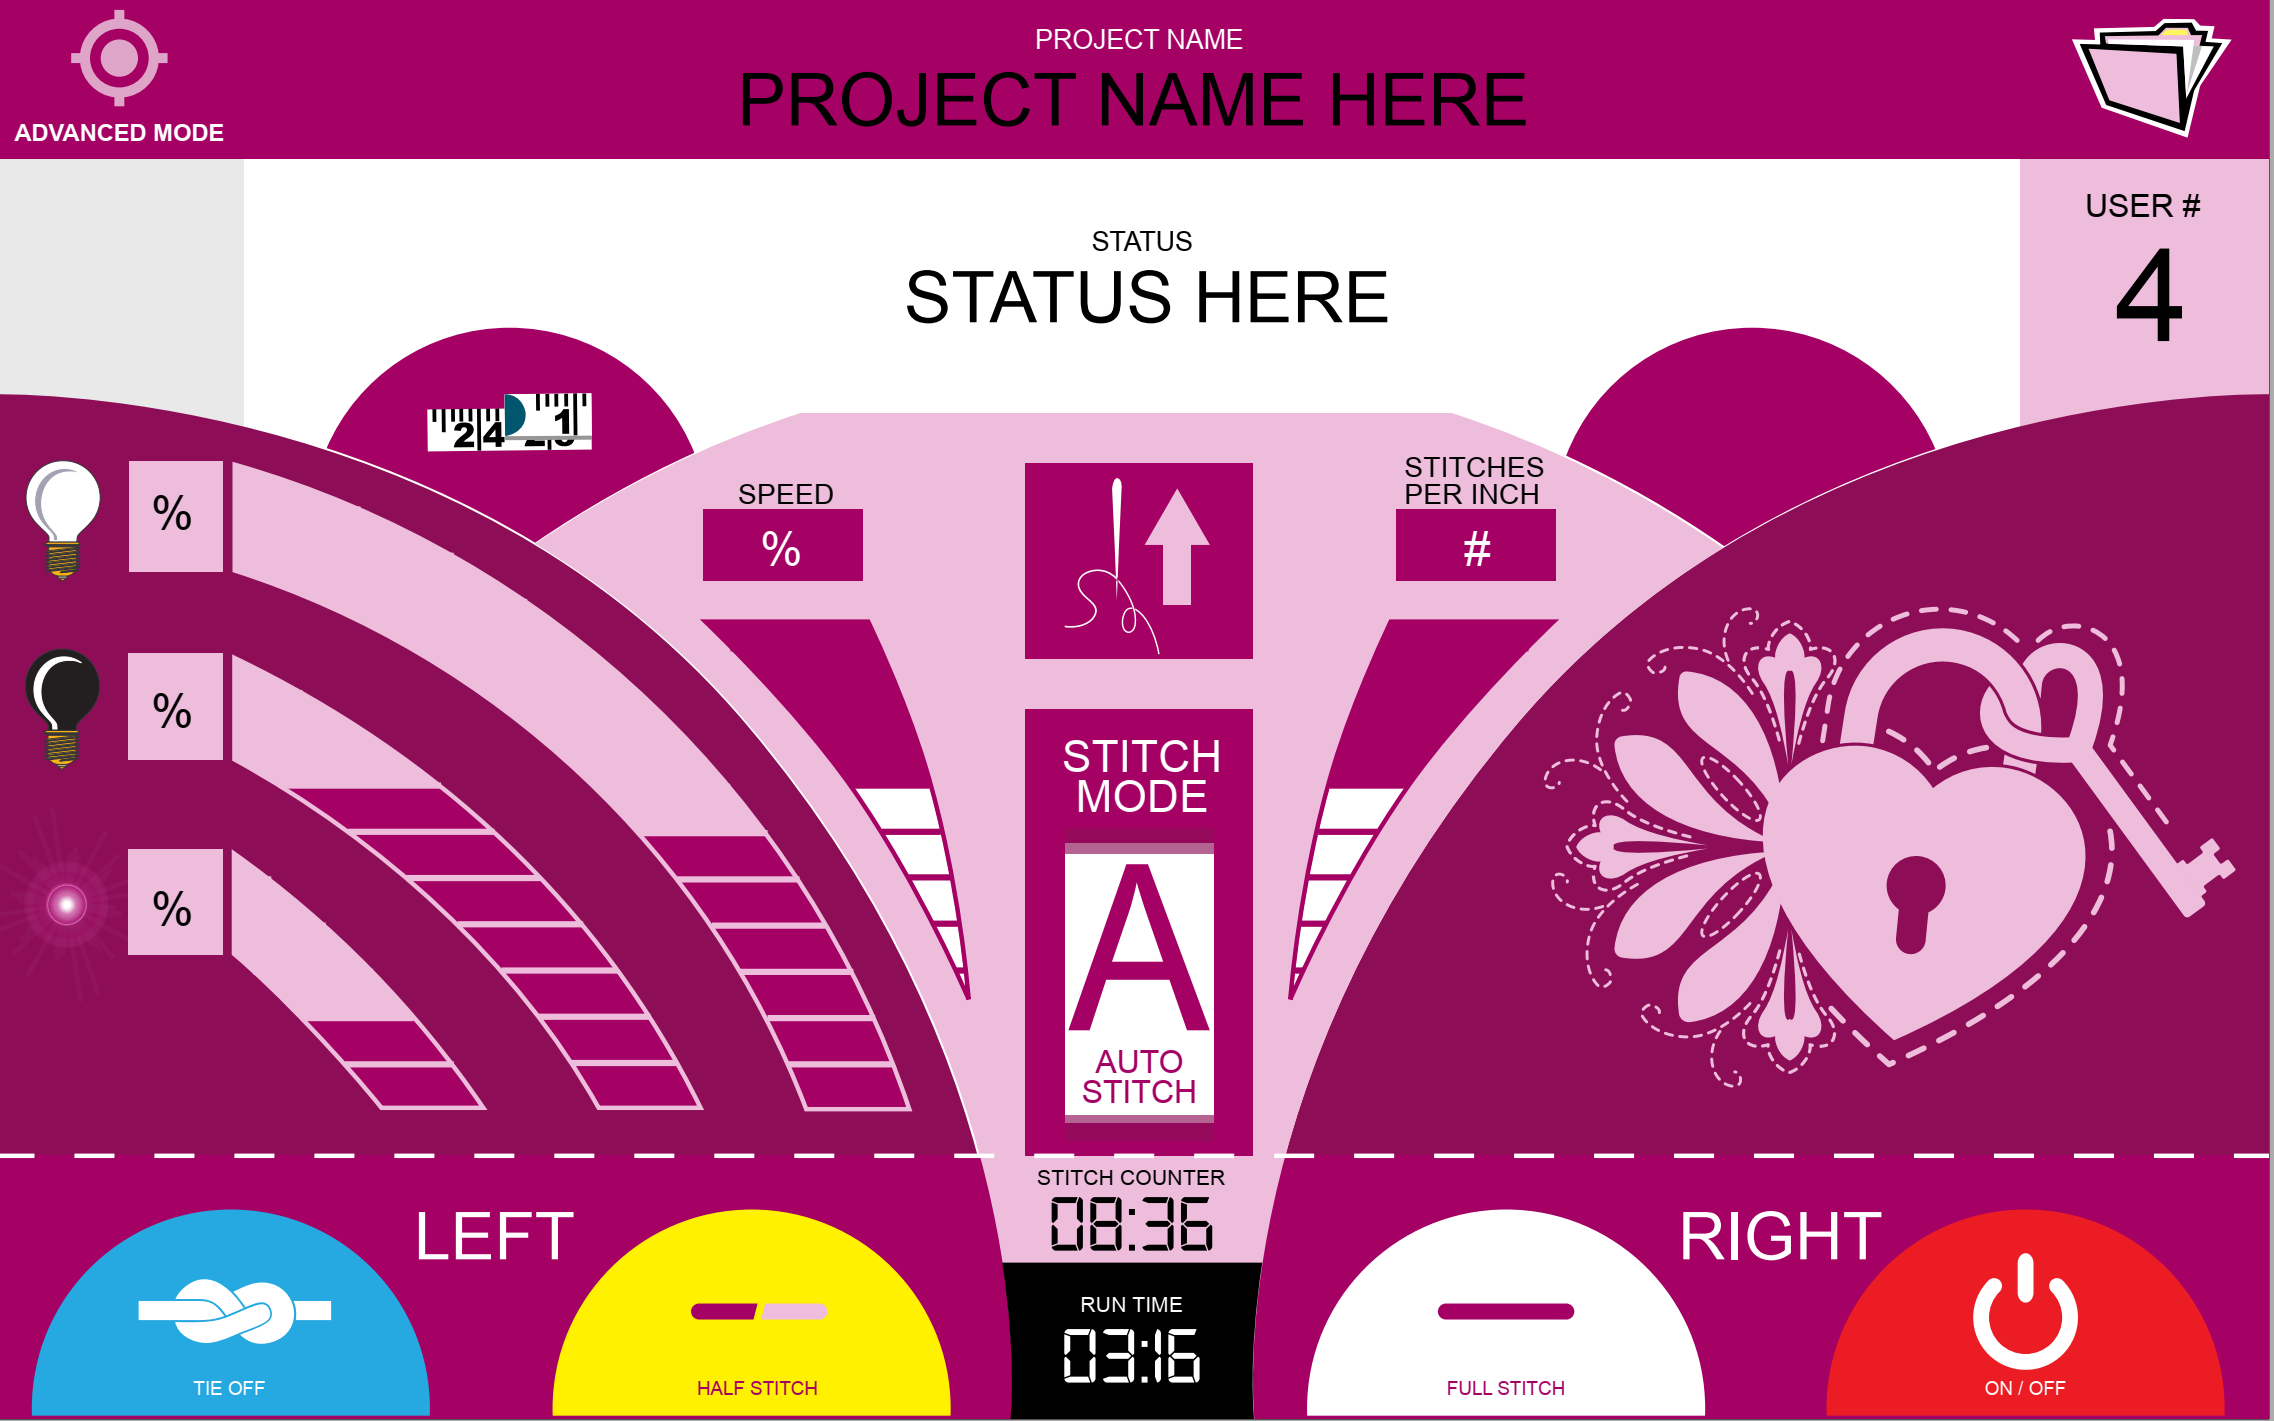 PROJECT NAME
PROJECT NAME HERE
ADVANCED MODE
STATUS
STATUS HERE
USER #
4
24
1
SPEED
%
STITCHES
PER INCH
#
%
%
%
STITCH
MODE
A
AUTO
STITCH
STITCH COUNTER
08:36
RUN TIME
03:16
LEFT
RIGHT
TIE OFF
HALF STITCH
FULL STITCH
ON / OFF